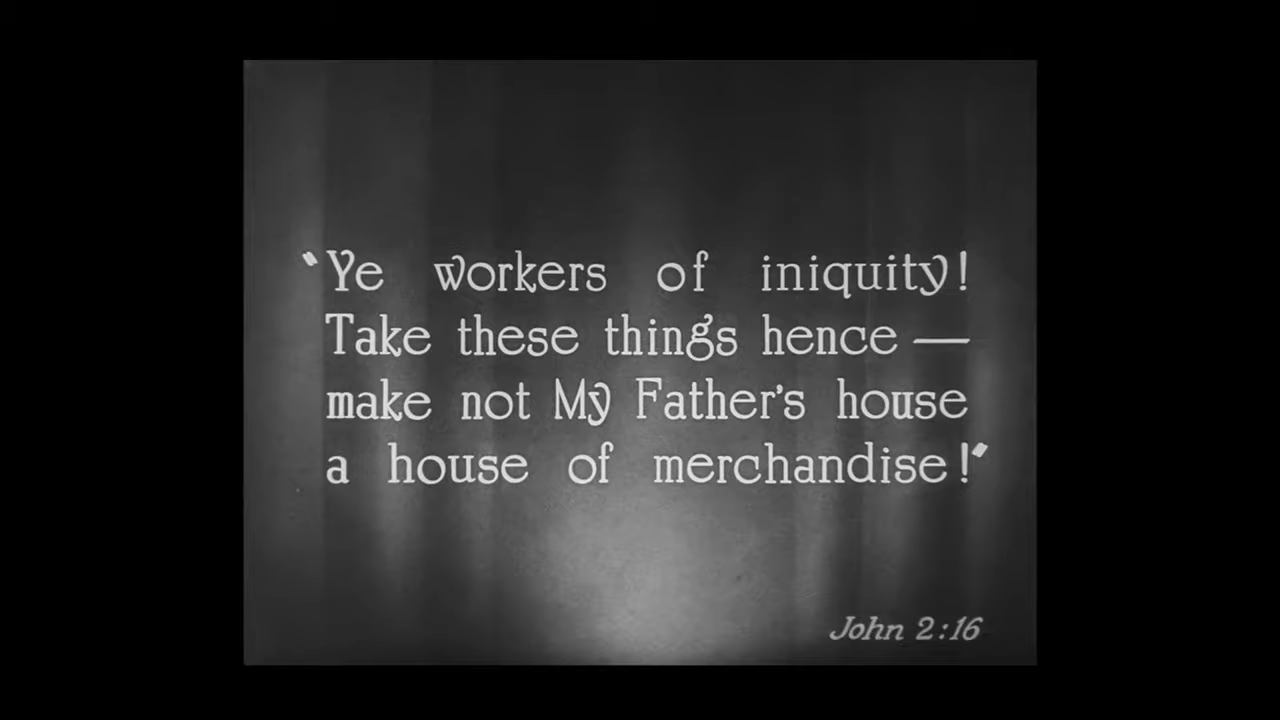 "Ye workers of iniquity!
Take these things hence —
make not My Father's house
a house of merchandise!"
John 2:16